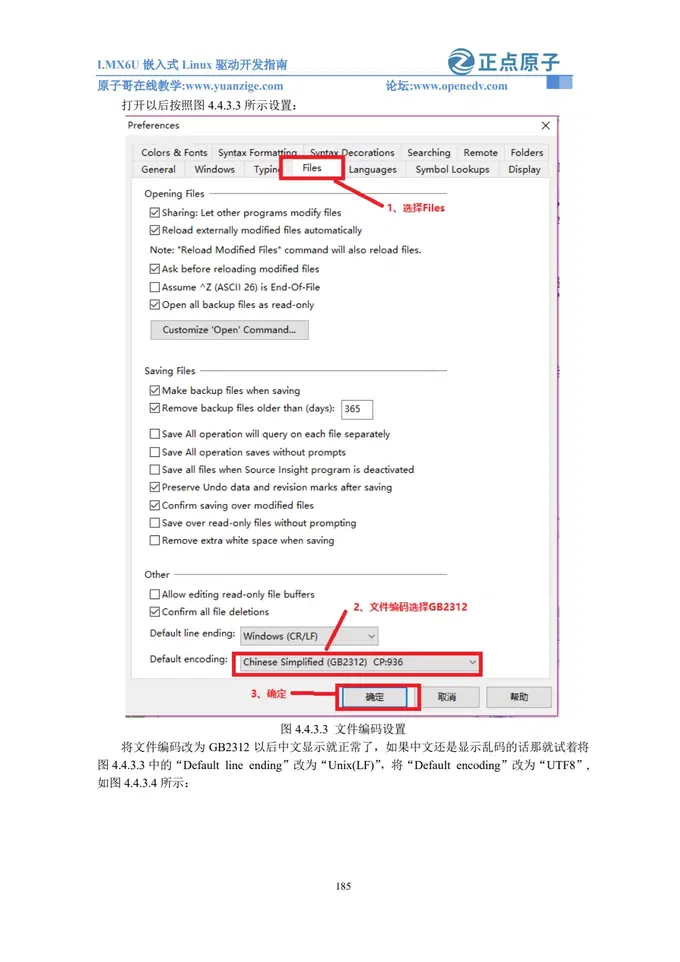 I.MX6U 嵌入式 Linux 驱动开发指南
正点原子
原子哥在线教学:www.yuanzige.com 论坛:www.openedv.com
打开以后按照图 4.4.3.3 所示设置：
Preferences
Colors & Fonts Syntax Formatting Syntax Decorations Searching Remote Folders
General Windows Typing Files Languages Symbol Lookups Display
1、选择Files
Opening Files
Sharing: Let other programs modify files
Reload externally modified files automatically
Note: "Reload Modified Files" command will also reload files.
Ask before reloading modified files
Assume ^Z (ASCII 26) is End-Of-File
Open all backup files as read-only
Customize 'Open' Command...
Saving Files
Make backup files when saving
Remove backup files older than (days): 365
Save All operation will query on each file separately
Save All operation saves without prompts
Save all files when Source Insight program is deactivated
Preserve Undo data and revision marks after saving
Confirm saving over modified files
Save over read-only files without prompting
Remove extra white space when saving
Other
Allow editing read-only file buffers
Confirm all file deletions
2、文件编码选择GB2312
Default line ending: Windows (CR/LF)
Default encoding: Chinese Simplified (GB2312) CP:936
3、确定
确定 取消 帮助
图 4.4.3.3 文件编码设置
将文件编码改为 GB2312 以后中文显示就正常了，如果中文还是显示乱码的话那就试着将
图 4.4.3.3 中的“Default line ending”改为“Unix(LF)”，将“Default encoding”改为“UTF8”,
如图 4.4.3.4 所示：
185